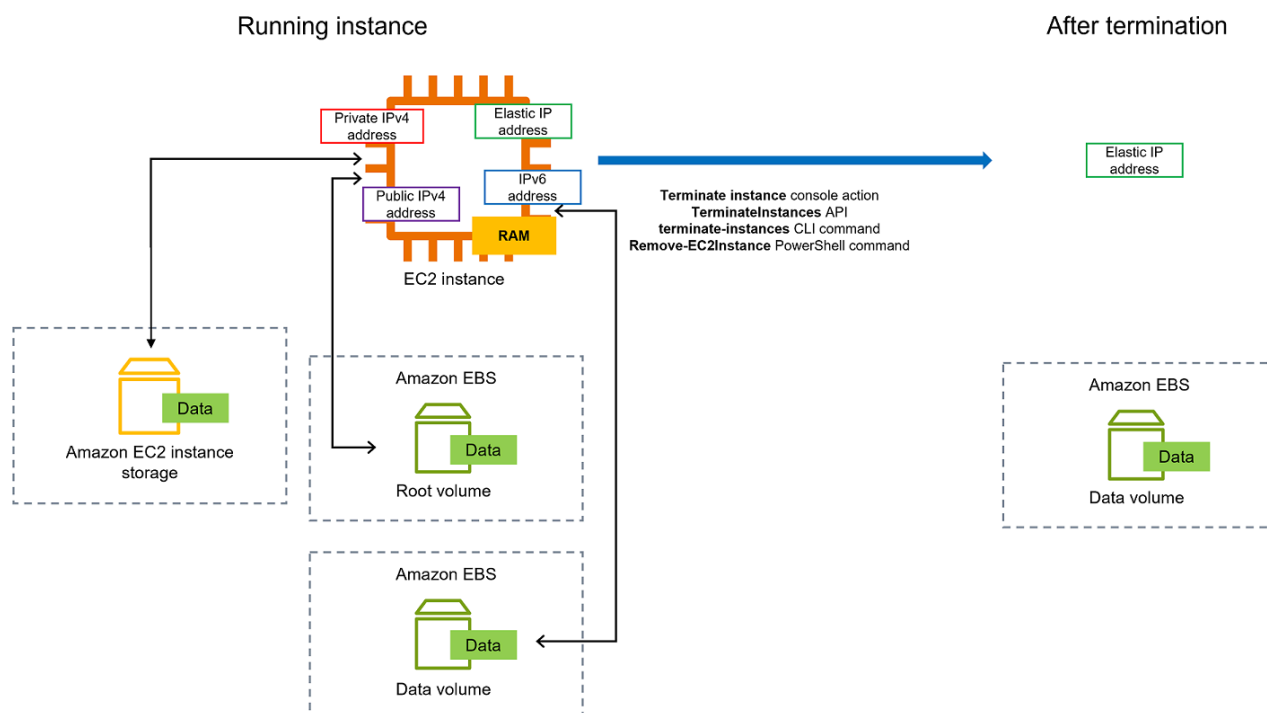 Running instance
After termination
Private IPv4
address
Elastic IP
address
Public IPv4
address
IPv6
address
RAM
EC2 instance
Terminate instance console action
TerminateInstances API
terminate-instances CLI command
Remove-EC2Instance PowerShell command
Elastic IP
address
Data
Amazon EC2 instance
storage
Amazon EBS
Data
Root volume
Amazon EBS
Data
Data volume
Amazon EBS
Data
Data volume